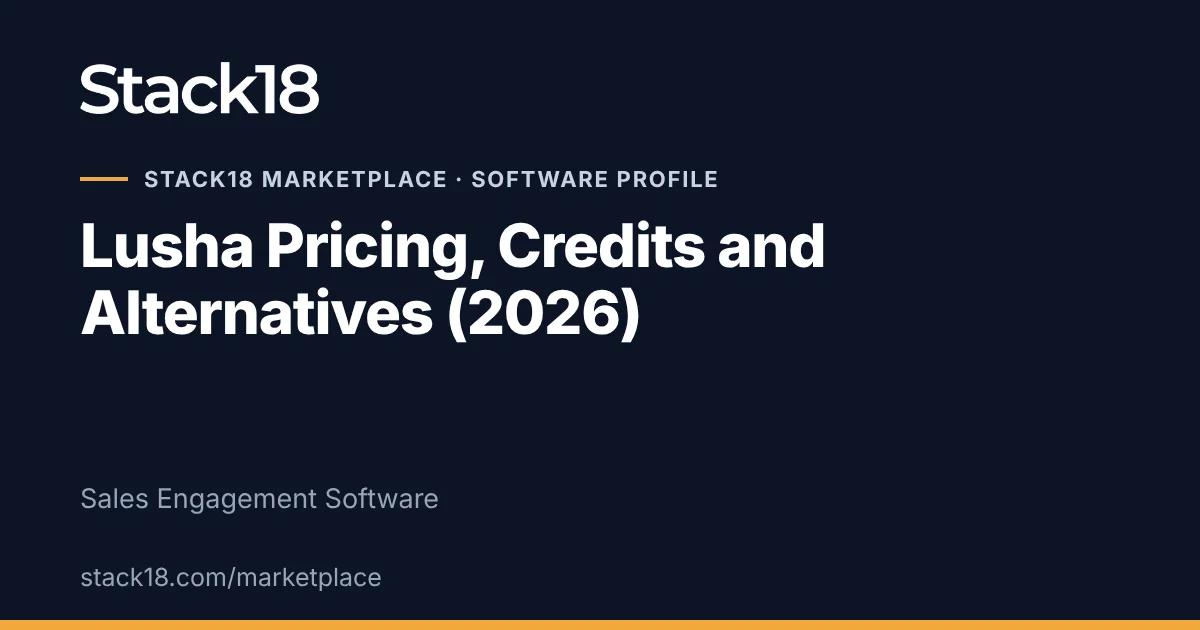 Stack18
STACK18 MARKETPLACE · SOFTWARE PROFILE
Lusha Pricing, Credits and
Alternatives (2026)
Sales Engagement Software
stack18.com/marketplace